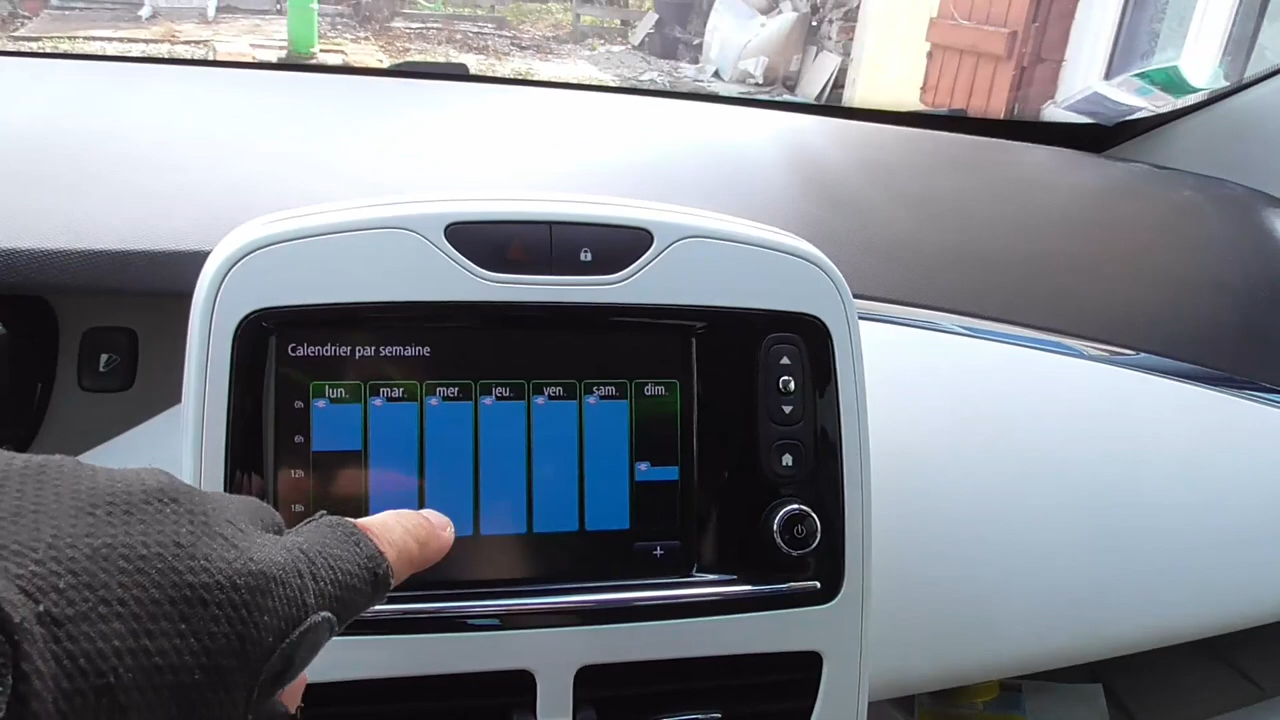 Calendrier par semaine
lun. mar. mer. jeu. ven. sam. dim.
0h
6h
12h
18h
+